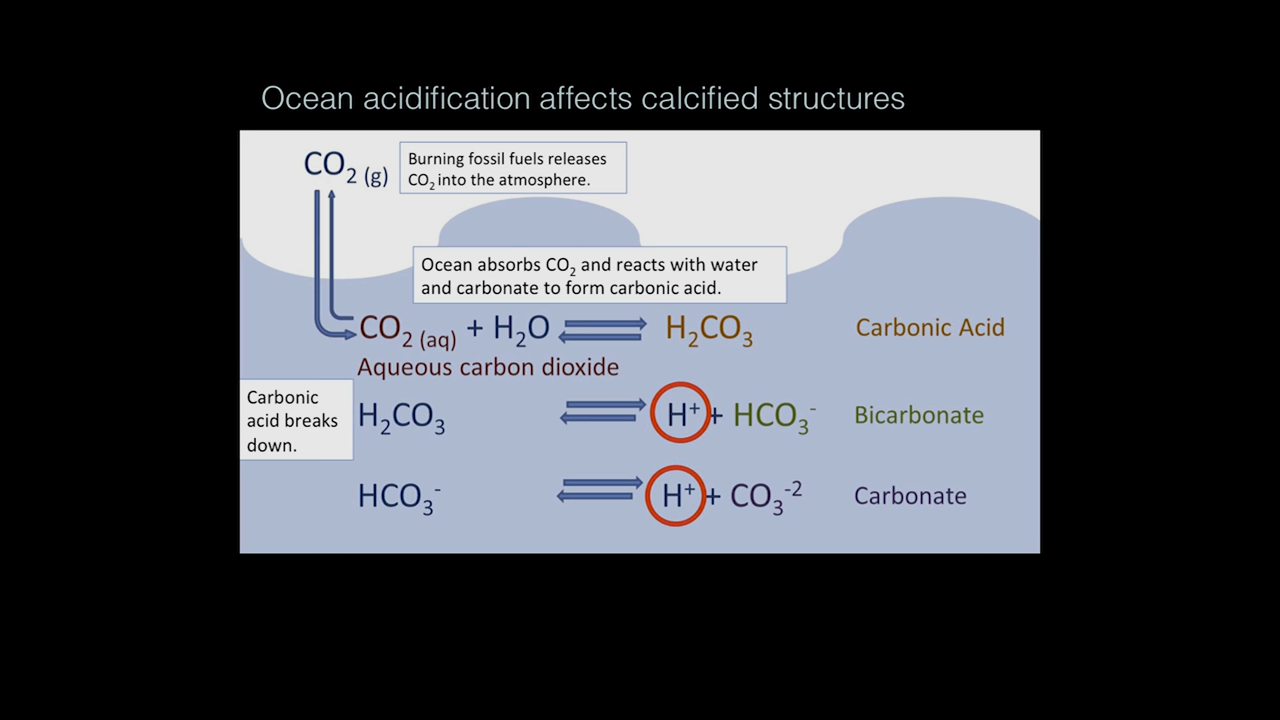 Ocean acidification affects calcified structures
CO₂ (g)
Burning fossil fuels releases
CO₂ into the atmosphere.
Ocean absorbs CO₂ and reacts with water
and carbonate to form carbonic acid.
CO₂ (aq) + H₂O ⇌ H₂CO₃ Carbonic Acid
Aqueous carbon dioxide
Carbonic
acid breaks
down.
H₂CO₃ ⇌ H⁺ + HCO₃⁻ Bicarbonate
HCO₃⁻ ⇌ H⁺ + CO₃⁻² Carbonate